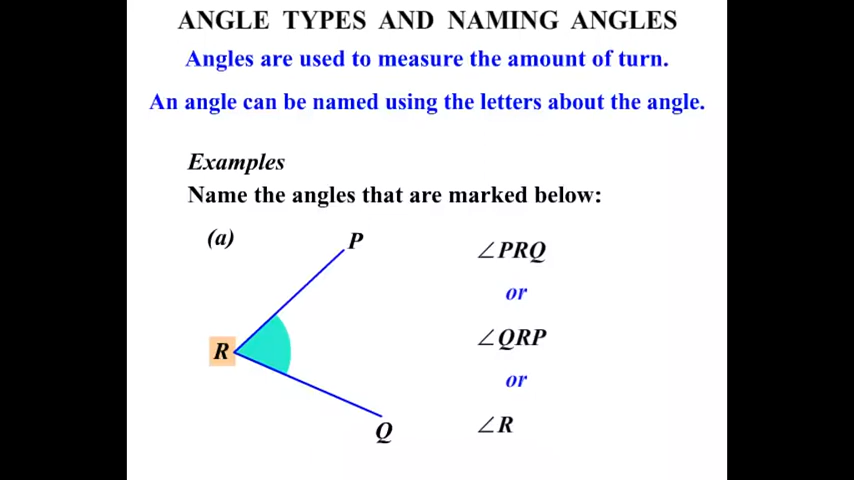 ANGLE TYPES AND NAMING ANGLES
Angles are used to measure the amount of turn.
An angle can be named using the letters about the angle.
Examples
Name the angles that are marked below:
(a)
P
R
Q
∠PRQ
or
∠QRP
or
∠R